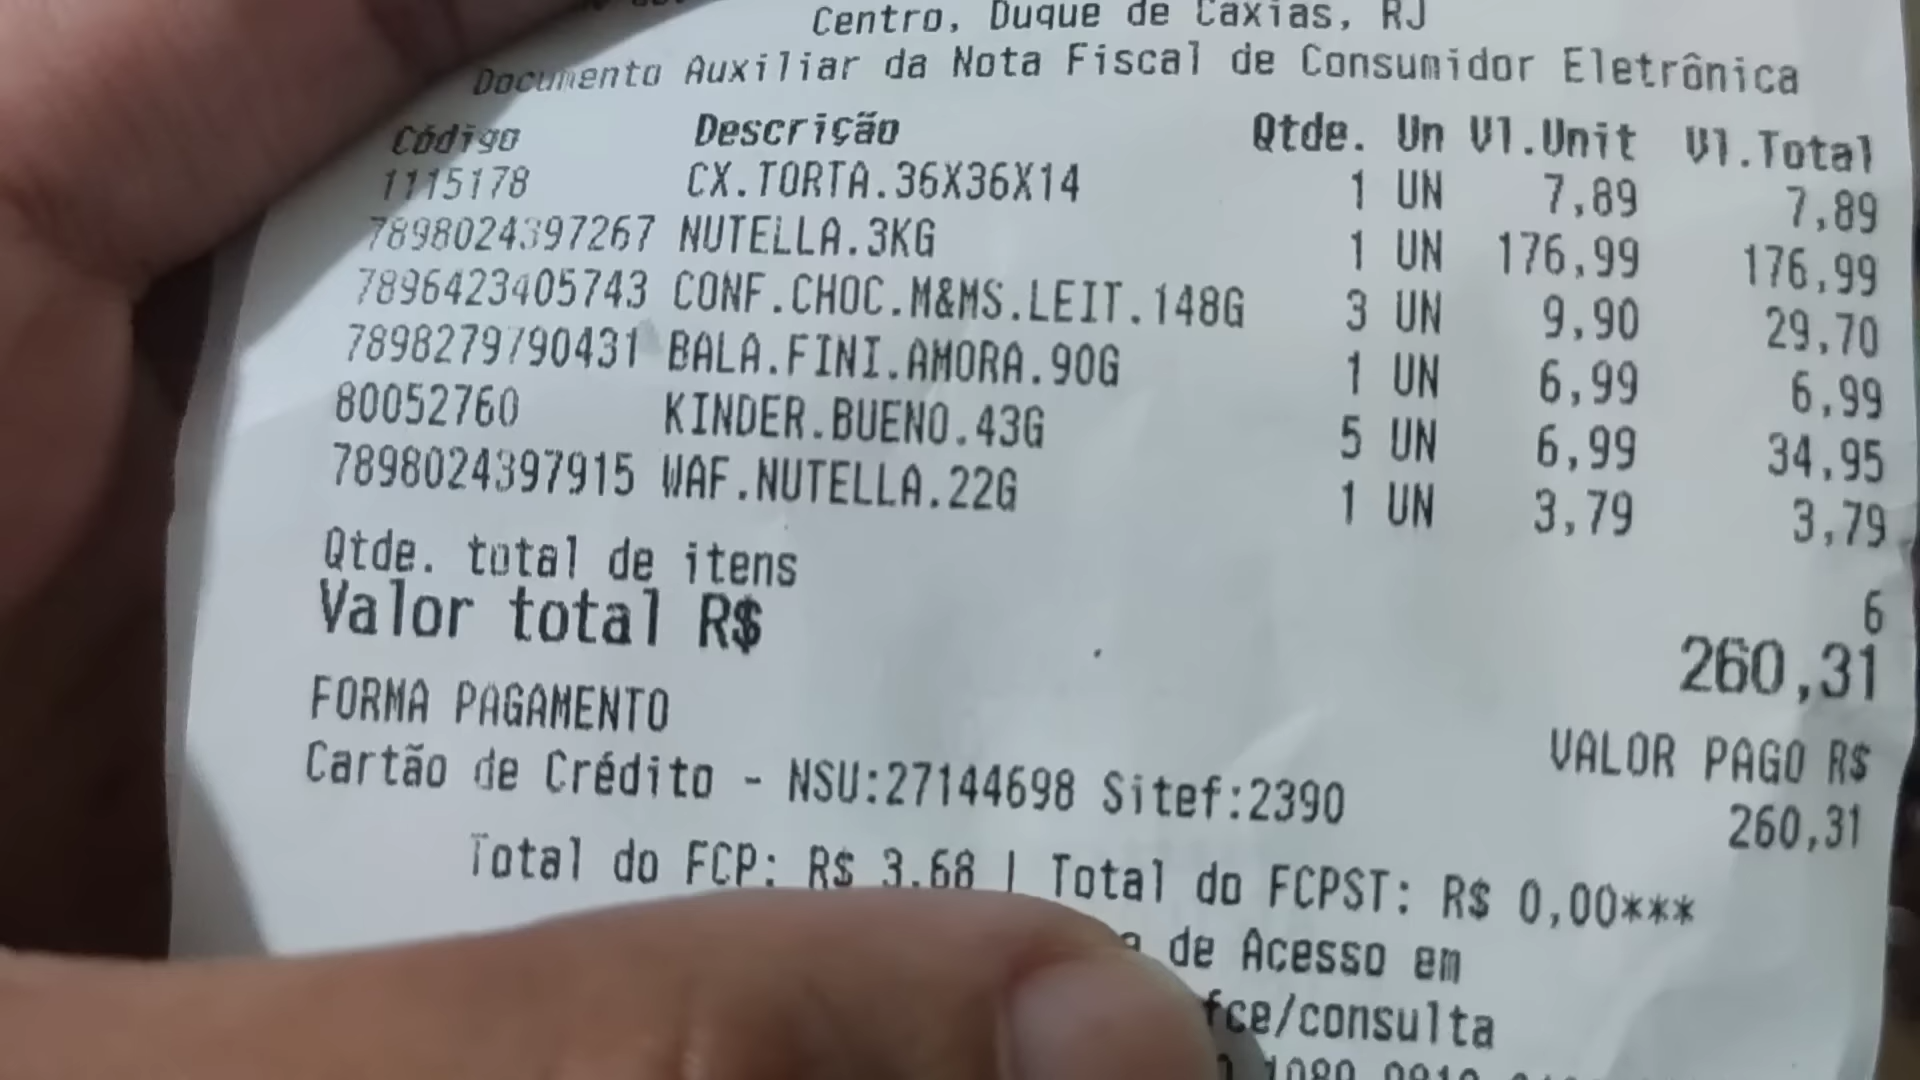 Centro, Duque de Caxias, RJ
Documento Auxiliar da Nota Fiscal de Consumidor Eletrônica
Código Descrição Qtde. Un Vl.Unit Vl.Total
1115178 CX.TORTA.36X36X14 1 UN 7,89 7,89
7898024397267 NUTELLA.3KG 1 UN 176,99 176,99
7896423405743 CONF.CHOC.M&MS.LEIT.148G 3 UN 9,90 29,70
7898279790431 BALA.FINI.AMORA.90G 1 UN 6,99 6,99
80052760 KINDER.BUENO.43G 5 UN 6,99 34,95
7898024397915 WAF.NUTELLA.22G 1 UN 3,79 3,79
Qtde. total de itens 6
Valor total R$ 260,31
FORMA PAGAMENTO VALOR PAGO R$
Cartão de Crédito - NSU:27144698 Sitef:2390 260,31
Total do FCP: R$ 3.68 | Total do FCPST: R$ 0,00***
de Acesso em
fce/consulta